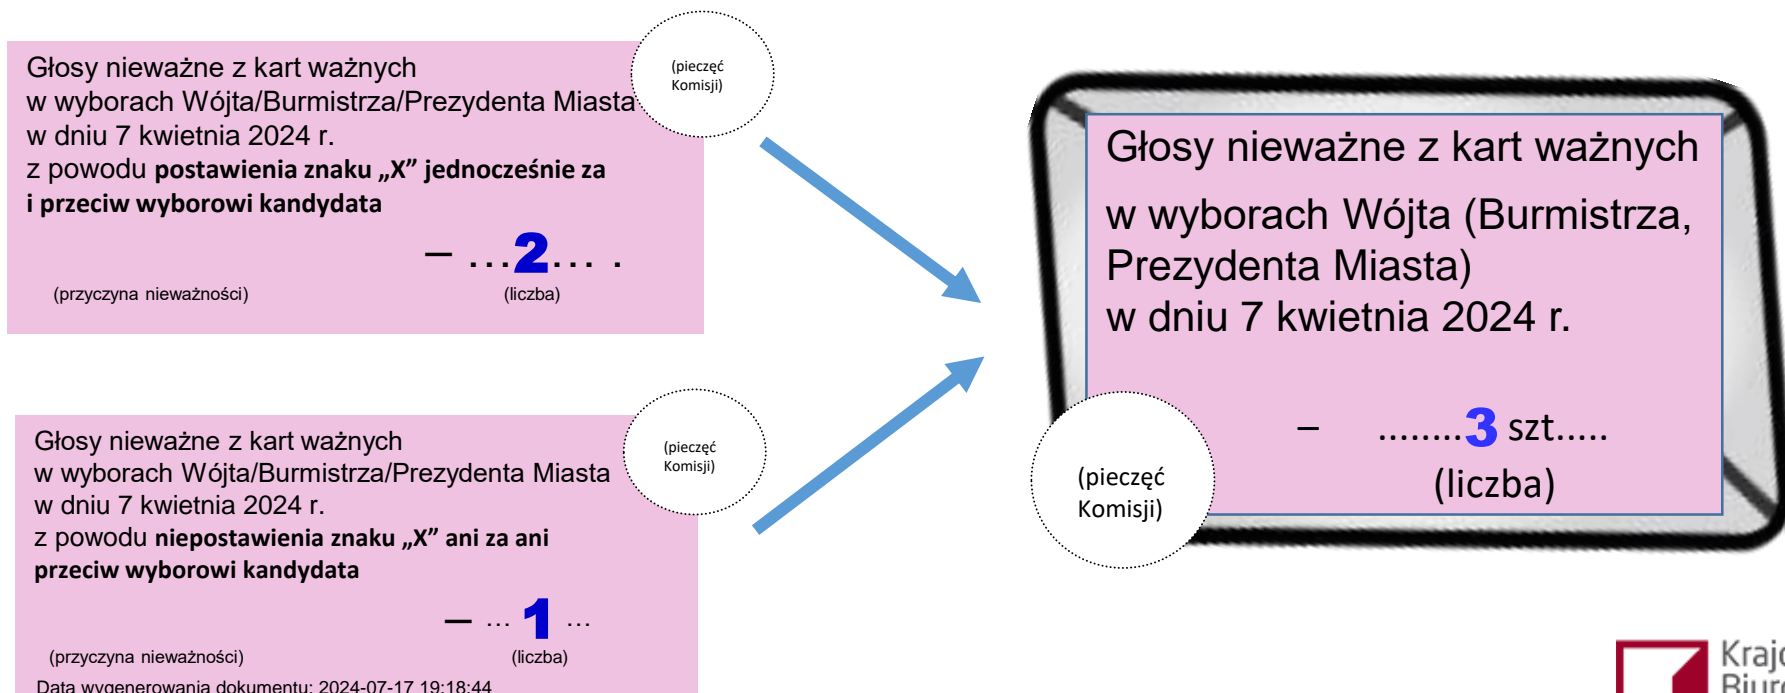 Głosy nieważne z kart ważnych
w wyborach Wójta/Burmistrza/Prezydenta Miasta
w dniu 7 kwietnia 2024 r.
z powodu postawienia znaku „X” jednocześnie za
i przeciw wyborowi kandydata
– ...2... .
(przyczyna nieważności) (liczba)
(pieczęć
Komisji)
Głosy nieważne z kart ważnych
w wyborach Wójta/Burmistrza/Prezydenta Miasta
w dniu 7 kwietnia 2024 r.
z powodu niepostawienia znaku „X” ani za ani
przeciw wyborowi kandydata
– ... 1 ...
(przyczyna nieważności) (liczba)
(pieczęć
Komisji)
Data wygenerowania dokumentu: 2024-07-17 19:18:44
Głosy nieważne z kart ważnych
w wyborach Wójta (Burmistrza,
Prezydenta Miasta)
w dniu 7 kwietnia 2024 r.
– ........3 szt.....
(liczba)
(pieczęć
Komisji)